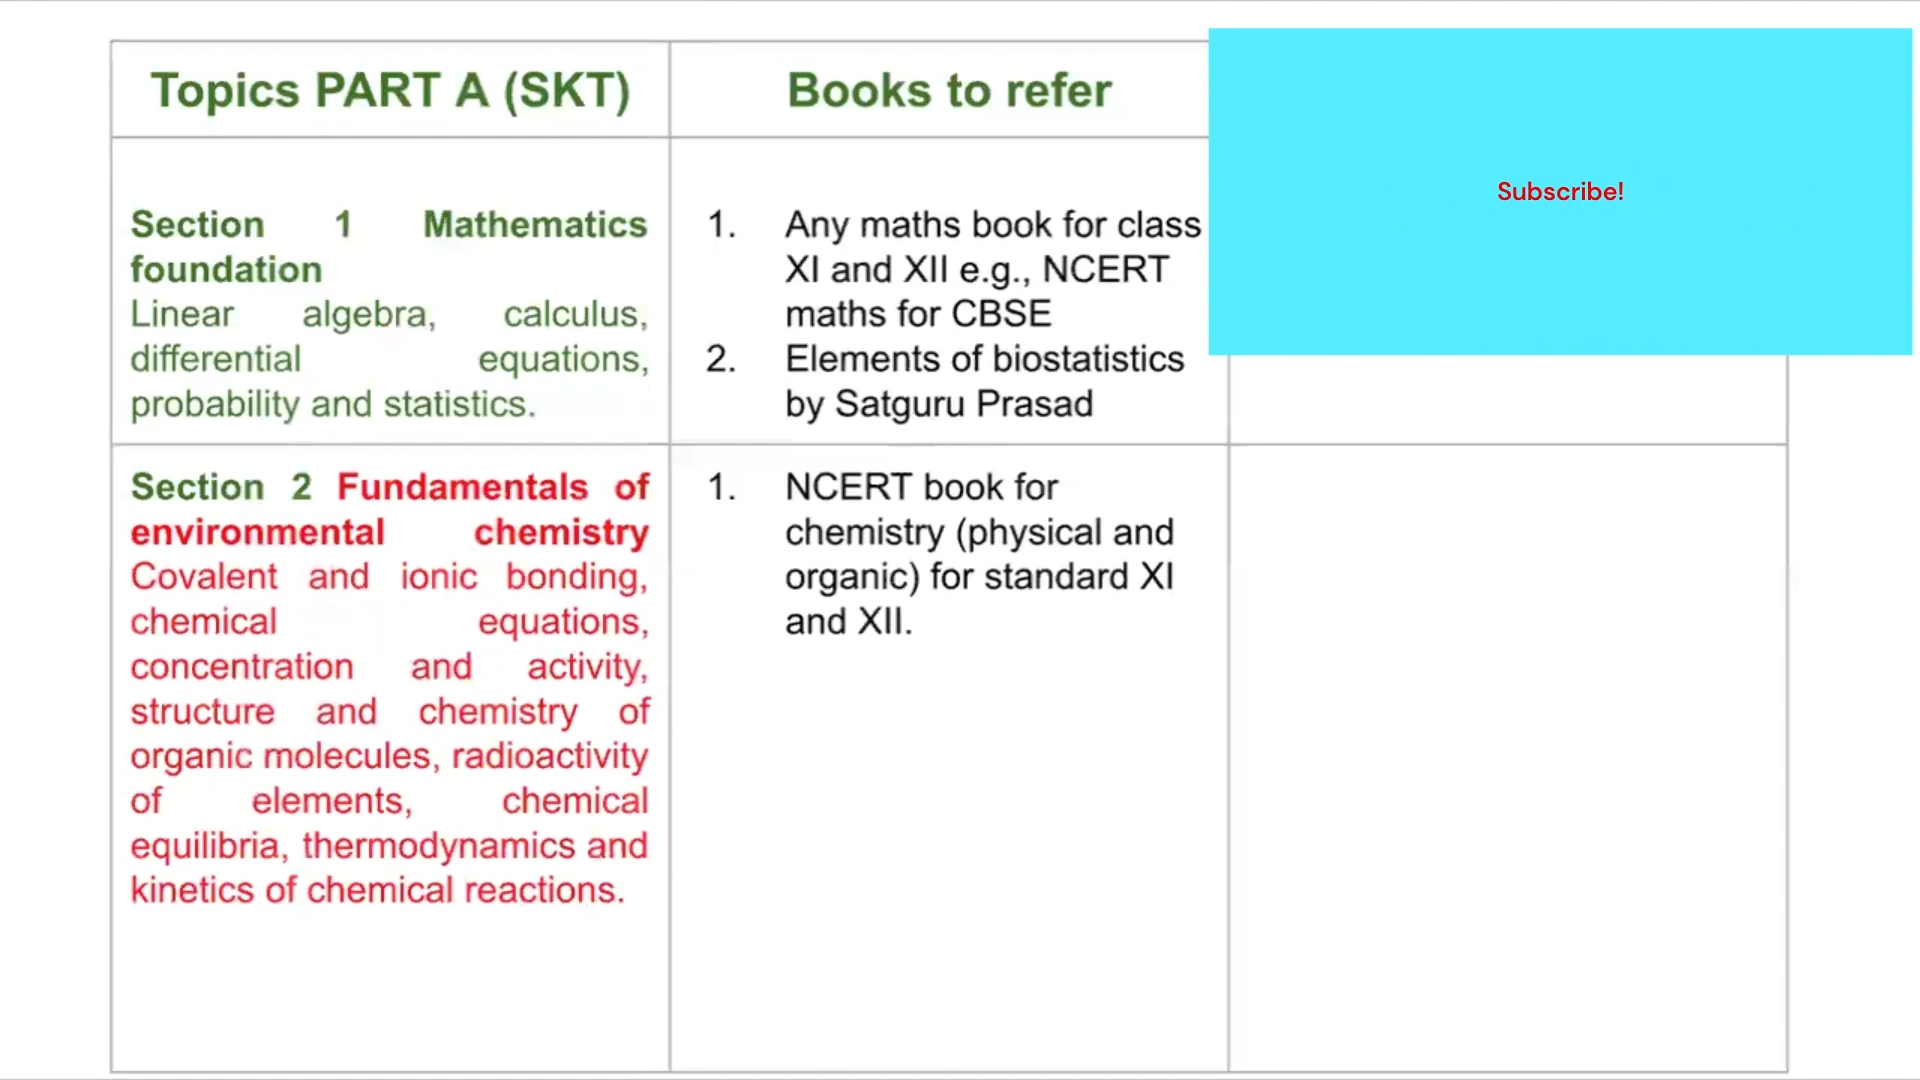 Topics PART A (SKT)
Books to refer
Subscribe!
Section 1 Mathematics
foundation
Linear algebra, calculus,
differential equations,
probability and statistics.
1. Any maths book for class
XI and XII e.g., NCERT
maths for CBSE
2. Elements of biostatistics
by Satguru Prasad
Section 2 Fundamentals of
environmental chemistry
Covalent and ionic bonding,
chemical equations,
concentration and activity,
structure and chemistry of
organic molecules, radioactivity
of elements, chemical
equilibria, thermodynamics and
kinetics of chemical reactions.
1. NCERT book for
chemistry (physical and
organic) for standard XI
and XII.